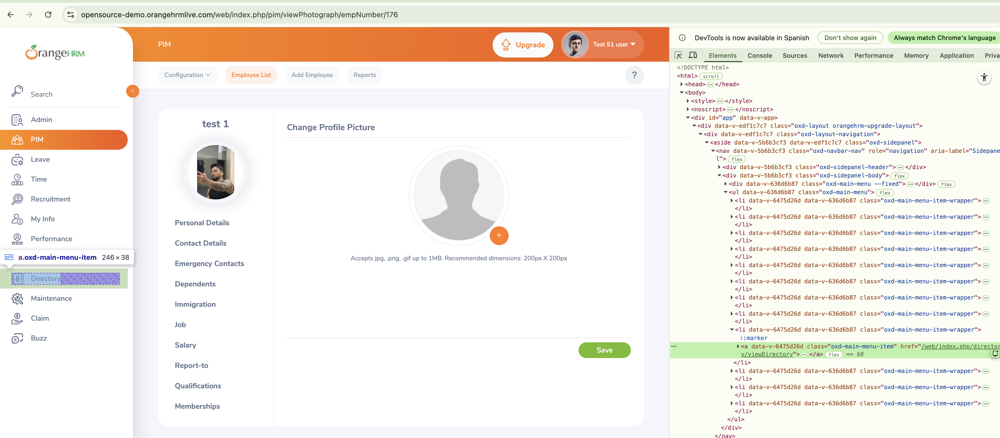 opensource-demo.orangehrmlive.com/web/index.php/pim/viewPhotograph/empNumber/176
OrangeHRM
Search
Admin
PIM
Leave
Time
Recruitment
My Info
Performance
a.oxd-main-menu-item 246 × 38
Directory
Maintenance
Claim
Buzz
PIM
Upgrade
Test 51 user
Configuration
Employee List
Add Employee
Reports
?
test 1
Personal Details
Contact Details
Emergency Contacts
Dependents
Immigration
Job
Salary
Report-to
Qualifications
Memberships
Change Profile Picture
+
Accepts jpg, .png, .gif up to 1MB. Recommended dimensions: 200px X 200px
Save
DevTools is now available in Spanish
Don't show again
Always match Chrome's language
Elements
Console
Sources
Network
Performance
Memory
Application
Priva
<!DOCTYPE html>
<html> scroll
<head> ••• </head>
<body>
<style> ••• </style>
<noscript> ••• </noscript>
<div id="app" data-v-app>
<div data-v-edf1c7c7 class="oxd-layout orangehrm-upgrade-layout">
<div data-v-edf1c7c7 class="oxd-layout-navigation">
<aside data-v-5b6b3cf3 data-v-edf1c7c7 class="oxd-sidepanel">
<nav data-v-5b6b3cf3 class="oxd-navbar-nav" role="navigation" aria-label="Sidepane
l"> flex
<div data-v-5b6b3cf3 class="oxd-sidepanel-header"> ••• </div>
<div data-v-5b6b3cf3 class="oxd-sidepanel-body"> flex
<div data-v-636d6b87 class="oxd-main-menu --fixed"> ••• </div> flex
<ul data-v-636d6b87 class="oxd-main-menu"> flex
<li data-v-6475d26d data-v-636d6b87 class="oxd-main-menu-item-wrapper"> •••
</li>
<li data-v-6475d26d data-v-636d6b87 class="oxd-main-menu-item-wrapper"> •••
</li>
<li data-v-6475d26d data-v-636d6b87 class="oxd-main-menu-item-wrapper"> •••
</li>
<li data-v-6475d26d data-v-636d6b87 class="oxd-main-menu-item-wrapper"> •••
</li>
<li data-v-6475d26d data-v-636d6b87 class="oxd-main-menu-item-wrapper"> •••
</li>
<li data-v-6475d26d data-v-636d6b87 class="oxd-main-menu-item-wrapper"> •••
</li>
<li data-v-6475d26d data-v-636d6b87 class="oxd-main-menu-item-wrapper"> •••
</li>
<li data-v-6475d26d data-v-636d6b87 class="oxd-main-menu-item-wrapper"> •••
</li>
<li data-v-6475d26d data-v-636d6b87 class="oxd-main-menu-item-wrapper">
::marker
••• <a data-v-6475d26d class="oxd-main-menu-item" href="/web/index.php/director
y/viewDirectory"> ••• </a> flex == $0
</li>
<li data-v-6475d26d data-v-636d6b87 class="oxd-main-menu-item-wrapper"> •••
</li>
<li data-v-6475d26d data-v-636d6b87 class="oxd-main-menu-item-wrapper"> •••
</li>
<li data-v-6475d26d data-v-636d6b87 class="oxd-main-menu-item-wrapper"> •••
</li>
</ul>
</div>
</nav>